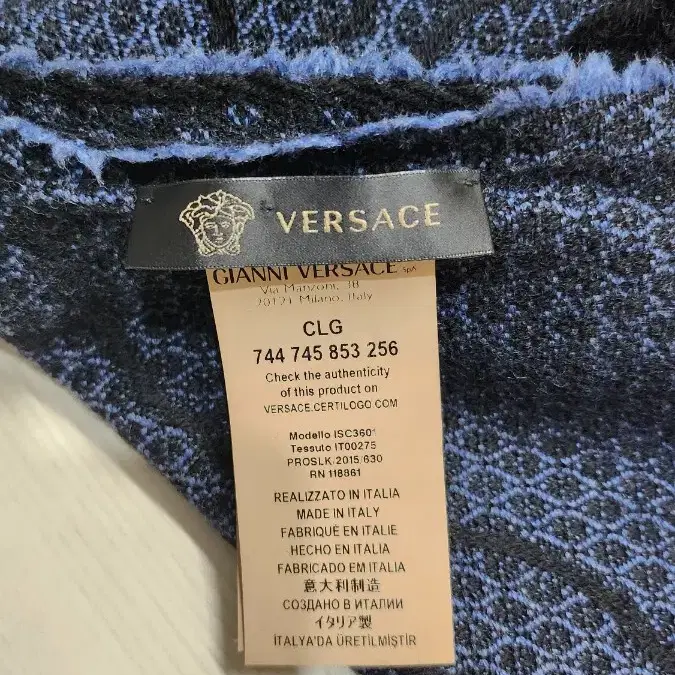 VERSACE
GIANNI VERSACE SpA
Via Manzoni, 38
20121 Milano, Italy
CLG
744 745 853 256
Check the authenticity
of this product on
VERSACE.CERTILOGO.COM
Modello ISC3601
Tessuto IT00275
PROSLK/2015/630
RN 118861
REALIZZATO IN ITALIA
MADE IN ITALY
FABRIQUÉ EN ITALIE
HECHO EN ITALIA
FABRICADO EM ITALIA
意大利制造
СОЗДАНО В ИТАЛИИ
イタリア製
İTALYA'DA ÜRETİLMİŞTİR